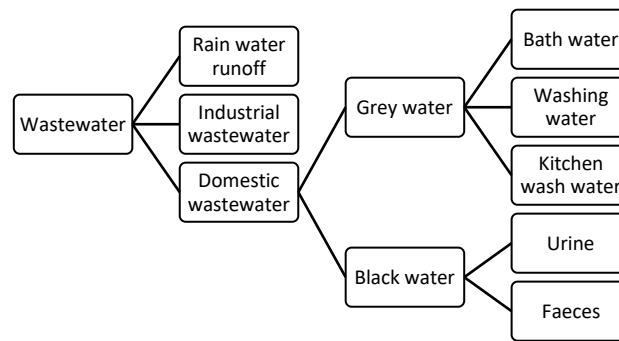 Wastewater
Rain water
runoff
Industrial
wastewater
Domestic
wastewater
Grey water
Black water
Bath water
Washing
water
Kitchen
wash water
Urine
Faeces